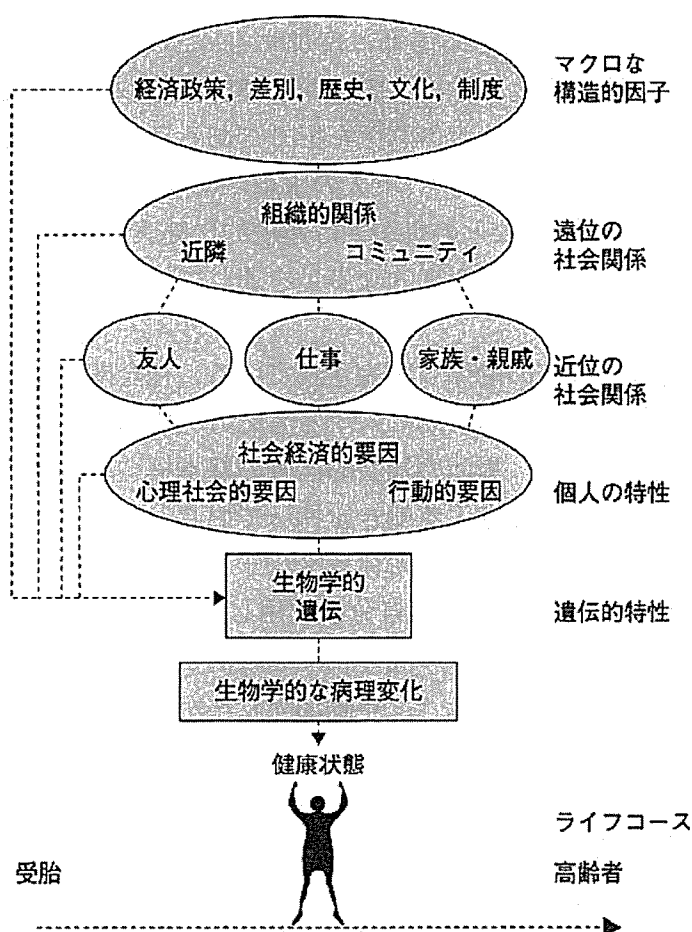 経済政策,差別,歴史,文化,制度
マクロな
構造的因子
組織的関係
近隣 コミュニティ
遠位の
社会関係
友人 仕事 家族・親戚
近位の
社会関係
社会経済的要因
心理社会的要因 行動的要因
個人の特性
生物学的
遺伝
遺伝的特性
生物学的な病理変化
健康状態
ライフコース
受胎 高齢者